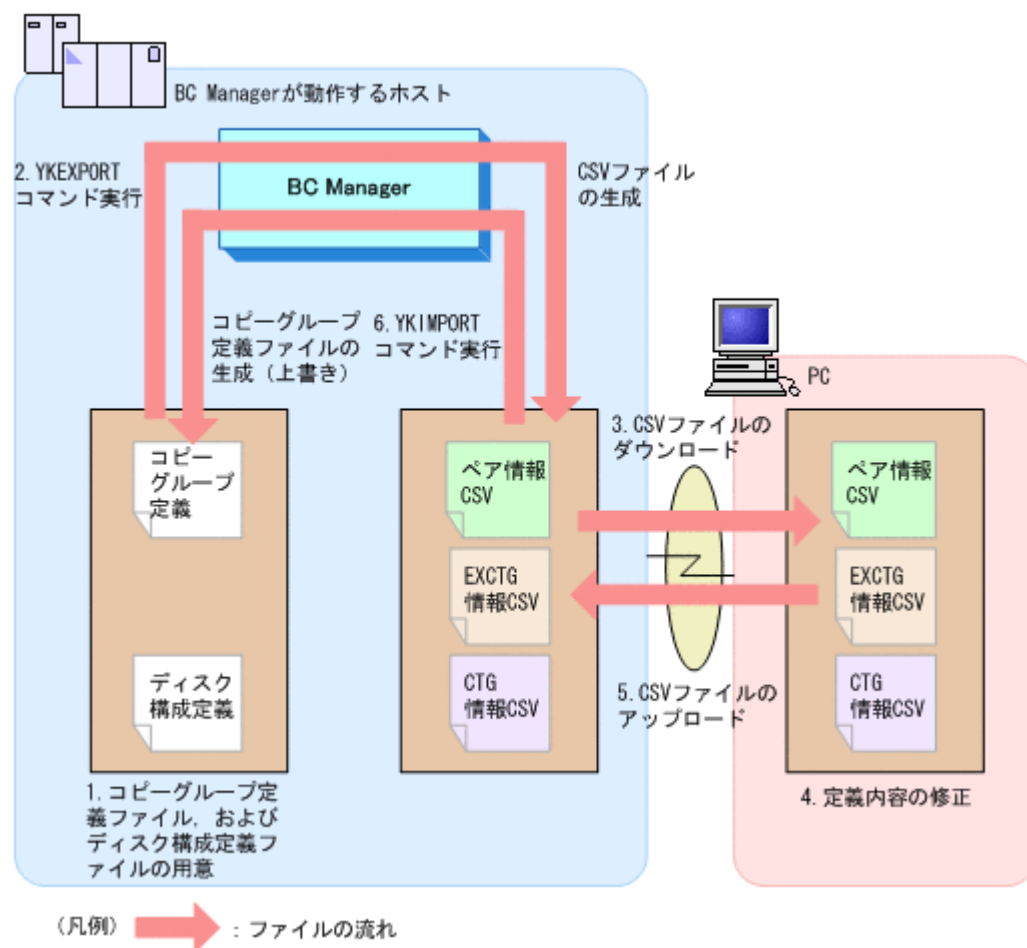 BC Managerが動作するホスト
2.YKEXPORT
コマンド実行
BC Manager
CSVファイル
の生成
コピーグループ
定義ファイルの
生成（上書き）
6.YKIMPORT
コマンド実行
PC
3.CSVファイルの
ダウンロード
コピー
グループ
定義
ペア情報
CSV
ペア情報
CSV
EXCTG
情報CSV
EXCTG
情報CSV
ディスク
構成定義
CTG
情報CSV
5.CSVファイルの
アップロード
CTG
情報CSV
1.コピーグループ定
義ファイル，および
ディスク構成定義フ
ァイルの用意
4.定義内容の修正
（凡例）
：ファイルの流れ